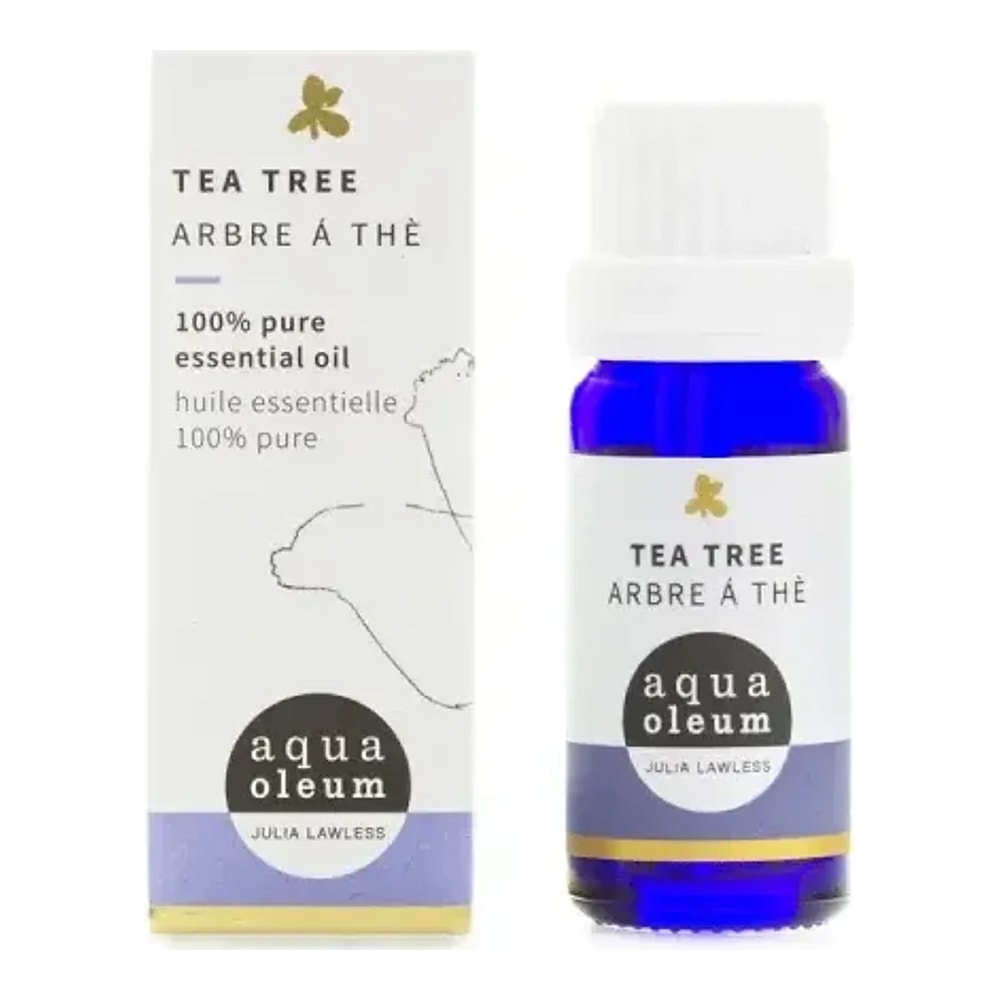 TEA TREE
ARBRE Á THÈ
100% pure
essential oil
huile essentielle
100% pure
aqua
oleum
JULIA LAWLESS
TEA TREE
ARBRE Á THÈ
aqua
oleum
JULIA LAWLESS